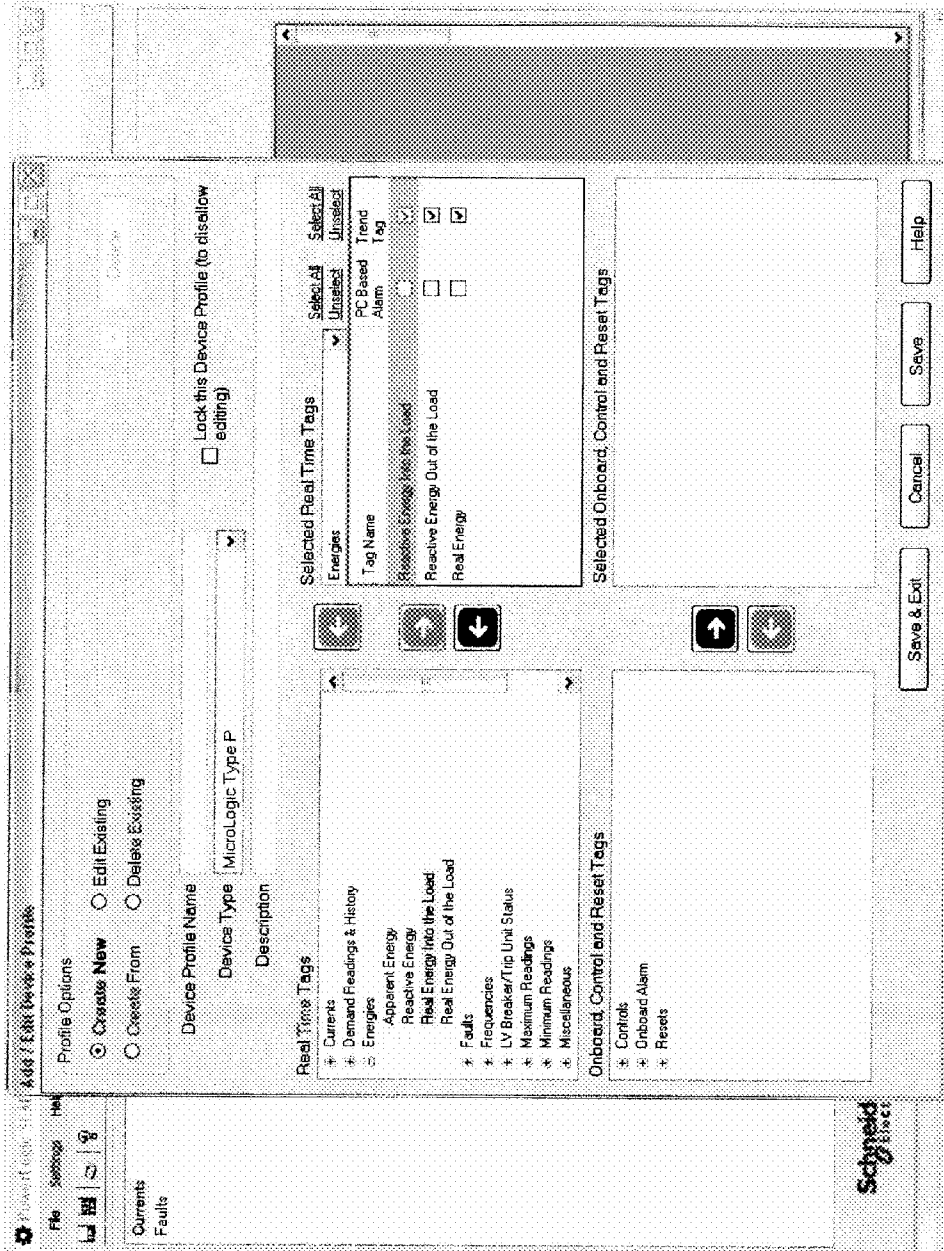 File Settings
Currents
Faults
Schneid
Elect
Add / Edit Device Profile
Profile Options
Create New
Edit Existing
Create From
Delete Existing
Device Profile Name
Device Type
MicroLogic Type P
Lock this Device Profile (to disallow
editing)
Description
Real Time Tags
Currents
Demand Readings & History
Energies
Apparent Energy
Reactive Energy
Real Energy Into the Load
Real Energy Out of the Load
Faults
Frequencies
LV Breaker/Trip Unit Status
Maximum Readings
Minimum Readings
Miscellaneous
Selected Real Time Tags
Energies
Select All
Unselect
Select All
Unselect
Tag Name
PC Based
Alarm
Trend
Tag
Reactive Energy Into the Load
Reactive Energy Out of the Load
Real Energy
Onboard, Control and Reset Tags
Controls
Onboard Alarm
Resets
Selected Onboard, Control and Reset Tags
Save & Exit
Cancel
Save
Help